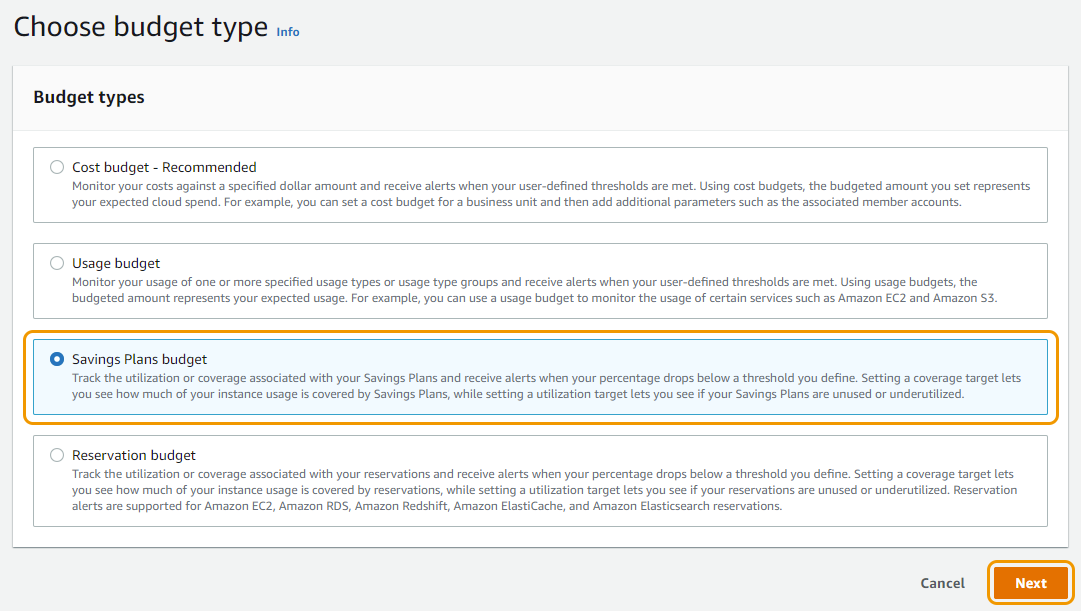 Choose budget type Info
Budget types
Cost budget - Recommended
Monitor your costs against a specified dollar amount and receive alerts when your user-defined thresholds are met. Using cost budgets, the budgeted amount you set represents
your expected cloud spend. For example, you can set a cost budget for a business unit and then add additional parameters such as the associated member accounts.
Usage budget
Monitor your usage of one or more specified usage types or usage type groups and receive alerts when your user-defined thresholds are met. Using usage budgets, the
budgeted amount represents your expected usage. For example, you can use a usage budget to monitor the usage of certain services such as Amazon EC2 and Amazon S3.
Savings Plans budget
Track the utilization or coverage associated with your Savings Plans and receive alerts when your percentage drops below a threshold you define. Setting a coverage target lets
you see how much of your instance usage is covered by Savings Plans, while setting a utilization target lets you see if your Savings Plans are unused or underutilized.
Reservation budget
Track the utilization or coverage associated with your reservations and receive alerts when your percentage drops below a threshold you define. Setting a coverage target lets
you see how much of your instance usage is covered by reservations, while setting a utilization target lets you see if your reservations are unused or underutilized. Reservation
alerts are supported for Amazon EC2, Amazon RDS, Amazon Redshift, Amazon ElastiCache, and Amazon Elasticsearch reservations.
Cancel Next